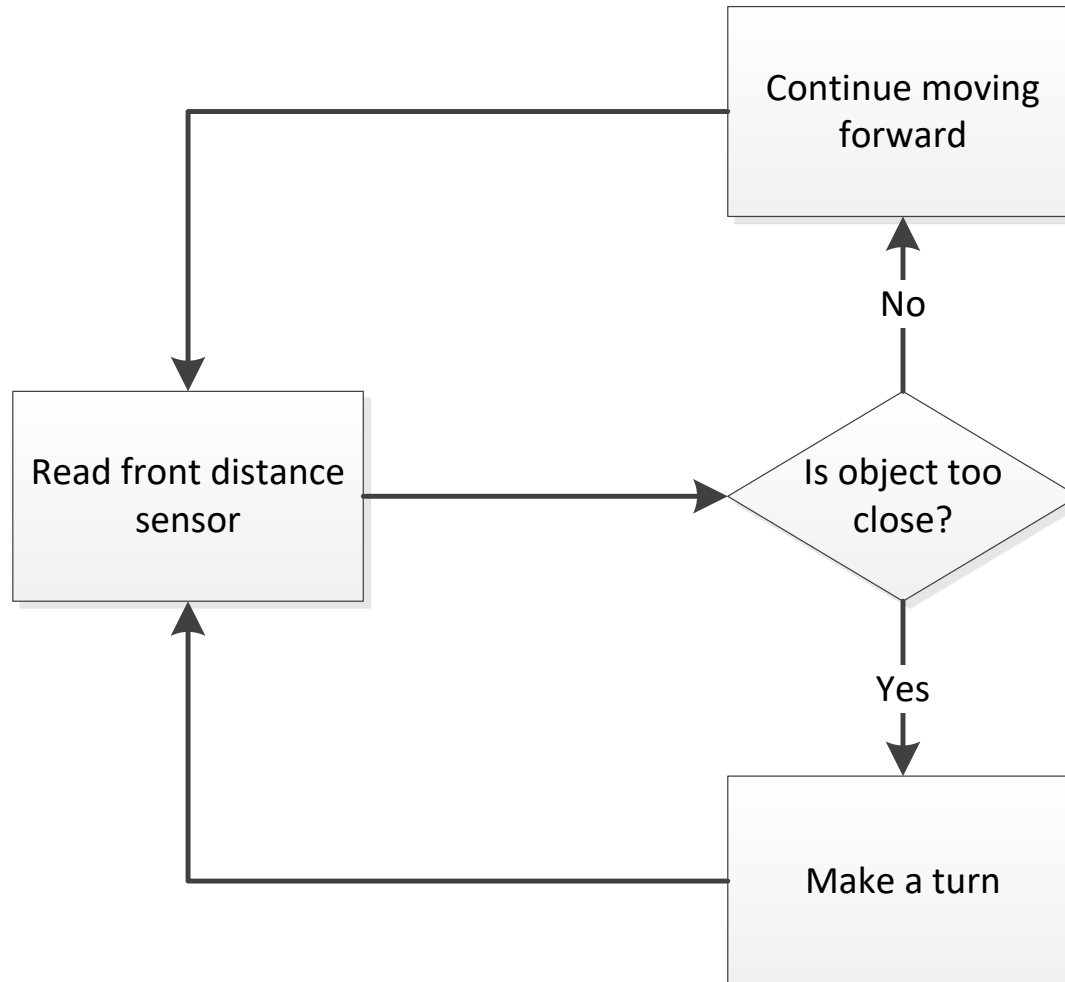 Continue moving
forward
No
Read front distance
sensor
Is object too
close?
Yes
Make a turn